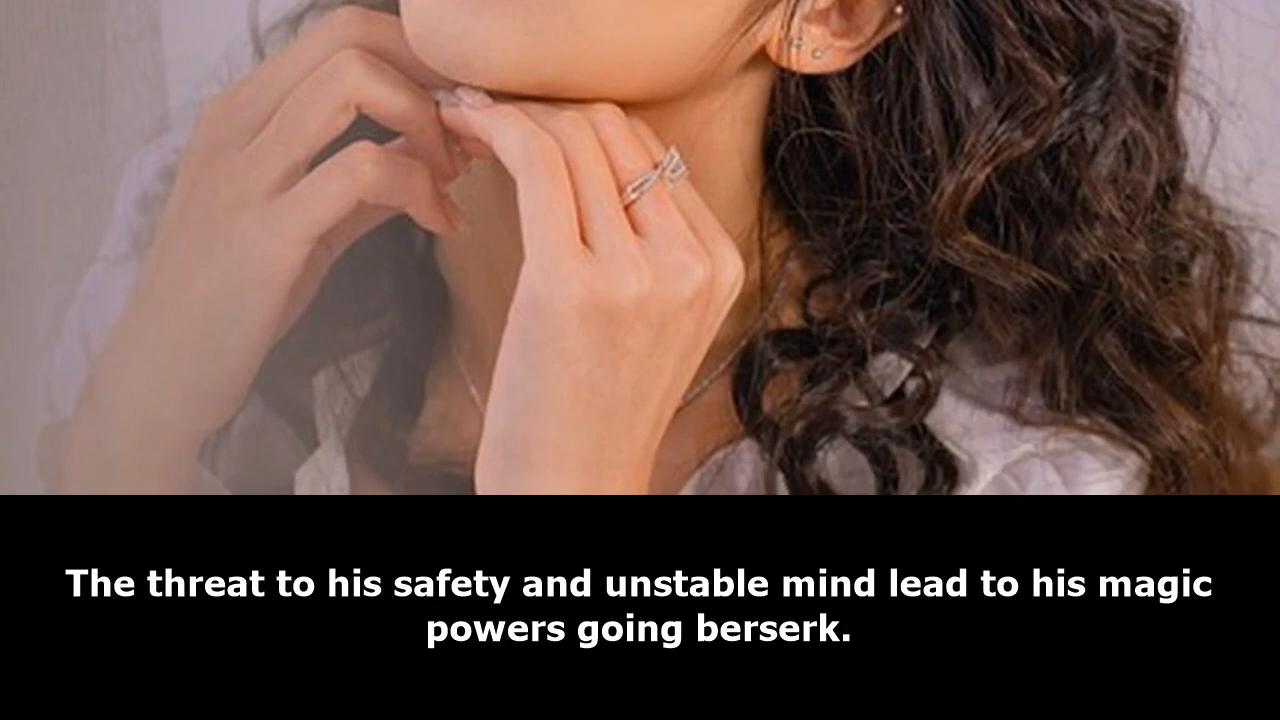 The threat to his safety and unstable mind lead to his magic
powers going berserk.